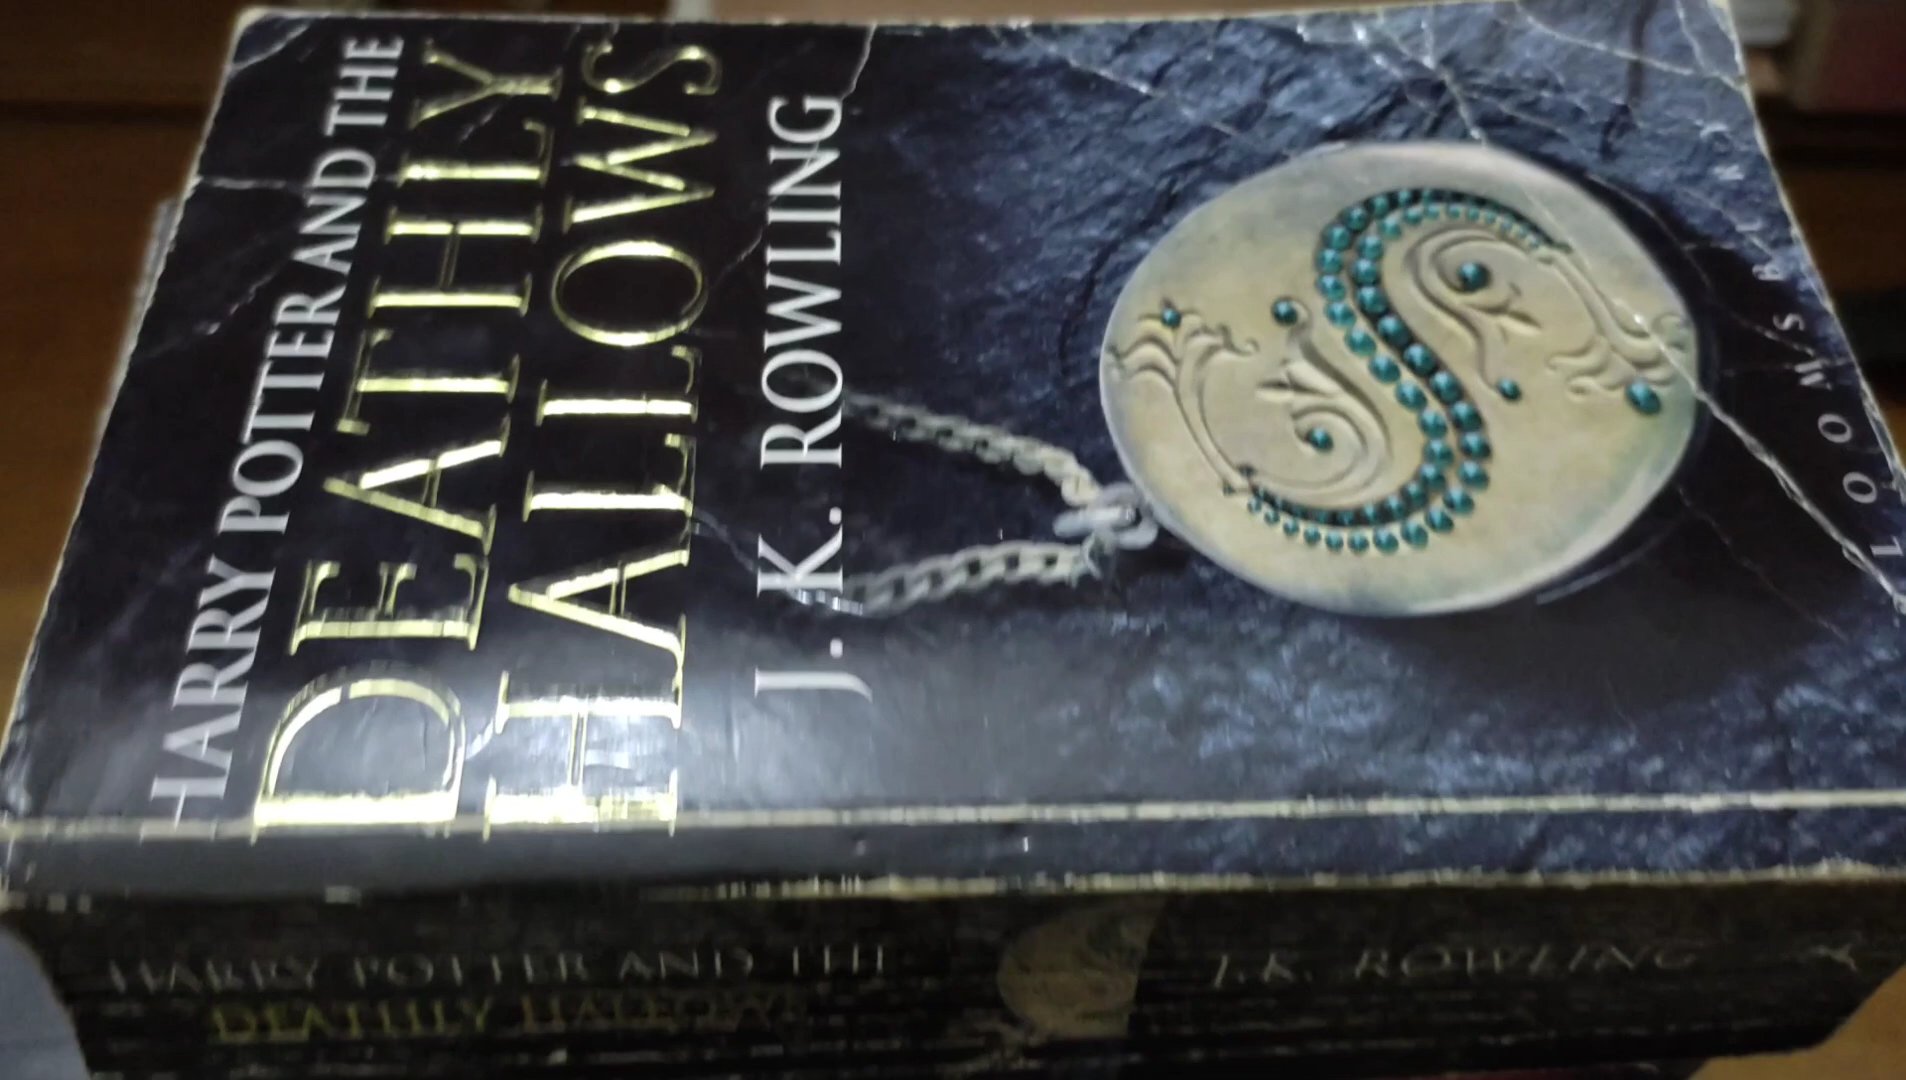 HARRY POTTER AND THE
DEATHLY
HALLOWS
J. K. ROWLING
BLOOMSBURY
HARRY POTTER AND THE
DEATHLY HALLOWS
J. K. ROWLING